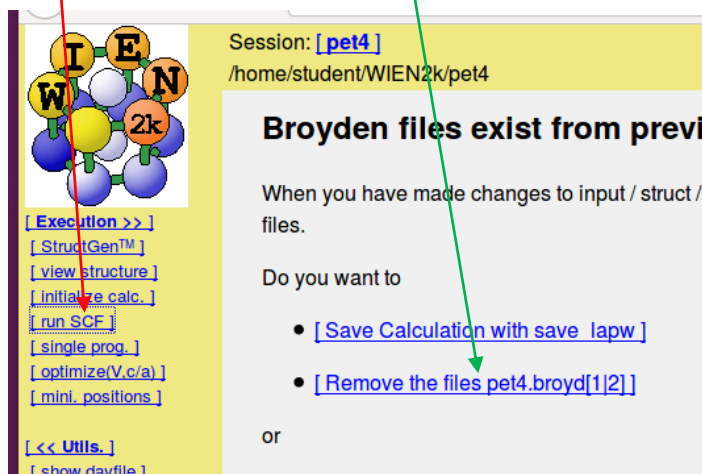 W I E N 2k
Session: [ pet4 ]
/home/student/WIEN2k/pet4
Broyden files exist from previ
When you have made changes to input / struct /
files.
Do you want to
[ Save Calculation with save_lapw ]
[ Remove the files pet4.broyd[1|2] ]
or
[ Execution >> ]
[ StructGen™ ]
[ view structure ]
[ initialize calc. ]
[ run SCF ]
[ single prog. ]
[ optimize(V,c/a) ]
[ mini. positions ]
[ << Utils. ]
[ show dayfile ]